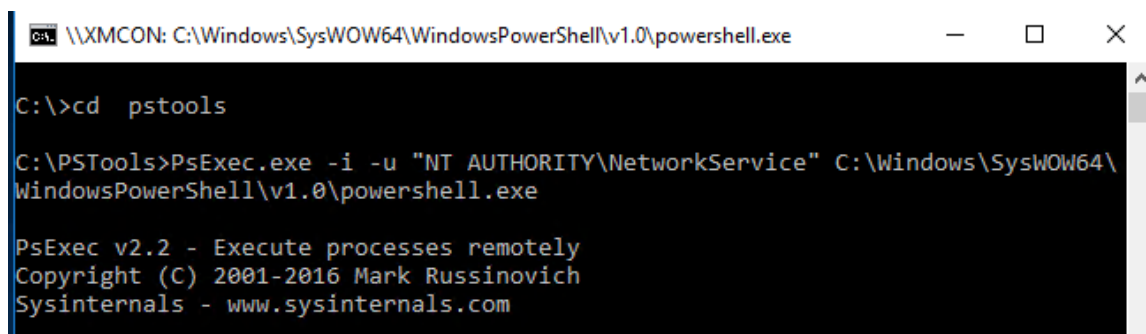 \\XMCON: C:\Windows\SysWOW64\WindowsPowerShell\v1.0\powershell.exe
C:\>cd  pstools
C:\PSTools>PsExec.exe -i -u "NT AUTHORITY\NetworkService" C:\Windows\SysWOW64\
WindowsPowerShell\v1.0\powershell.exe
PsExec v2.2 - Execute processes remotely
Copyright (C) 2001-2016 Mark Russinovich
Sysinternals - www.sysinternals.com